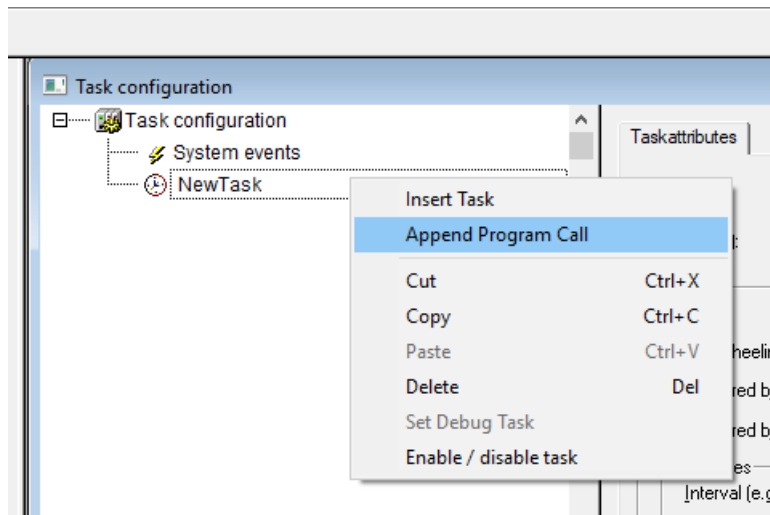 Task configuration
Task configuration
System events
NewTask
Taskattributes
Insert Task
Append Program Call
Cut Ctrl+X
Copy Ctrl+C
Paste Ctrl+V
Delete Del
Set Debug Task
Enable / disable task
Interval (e.g